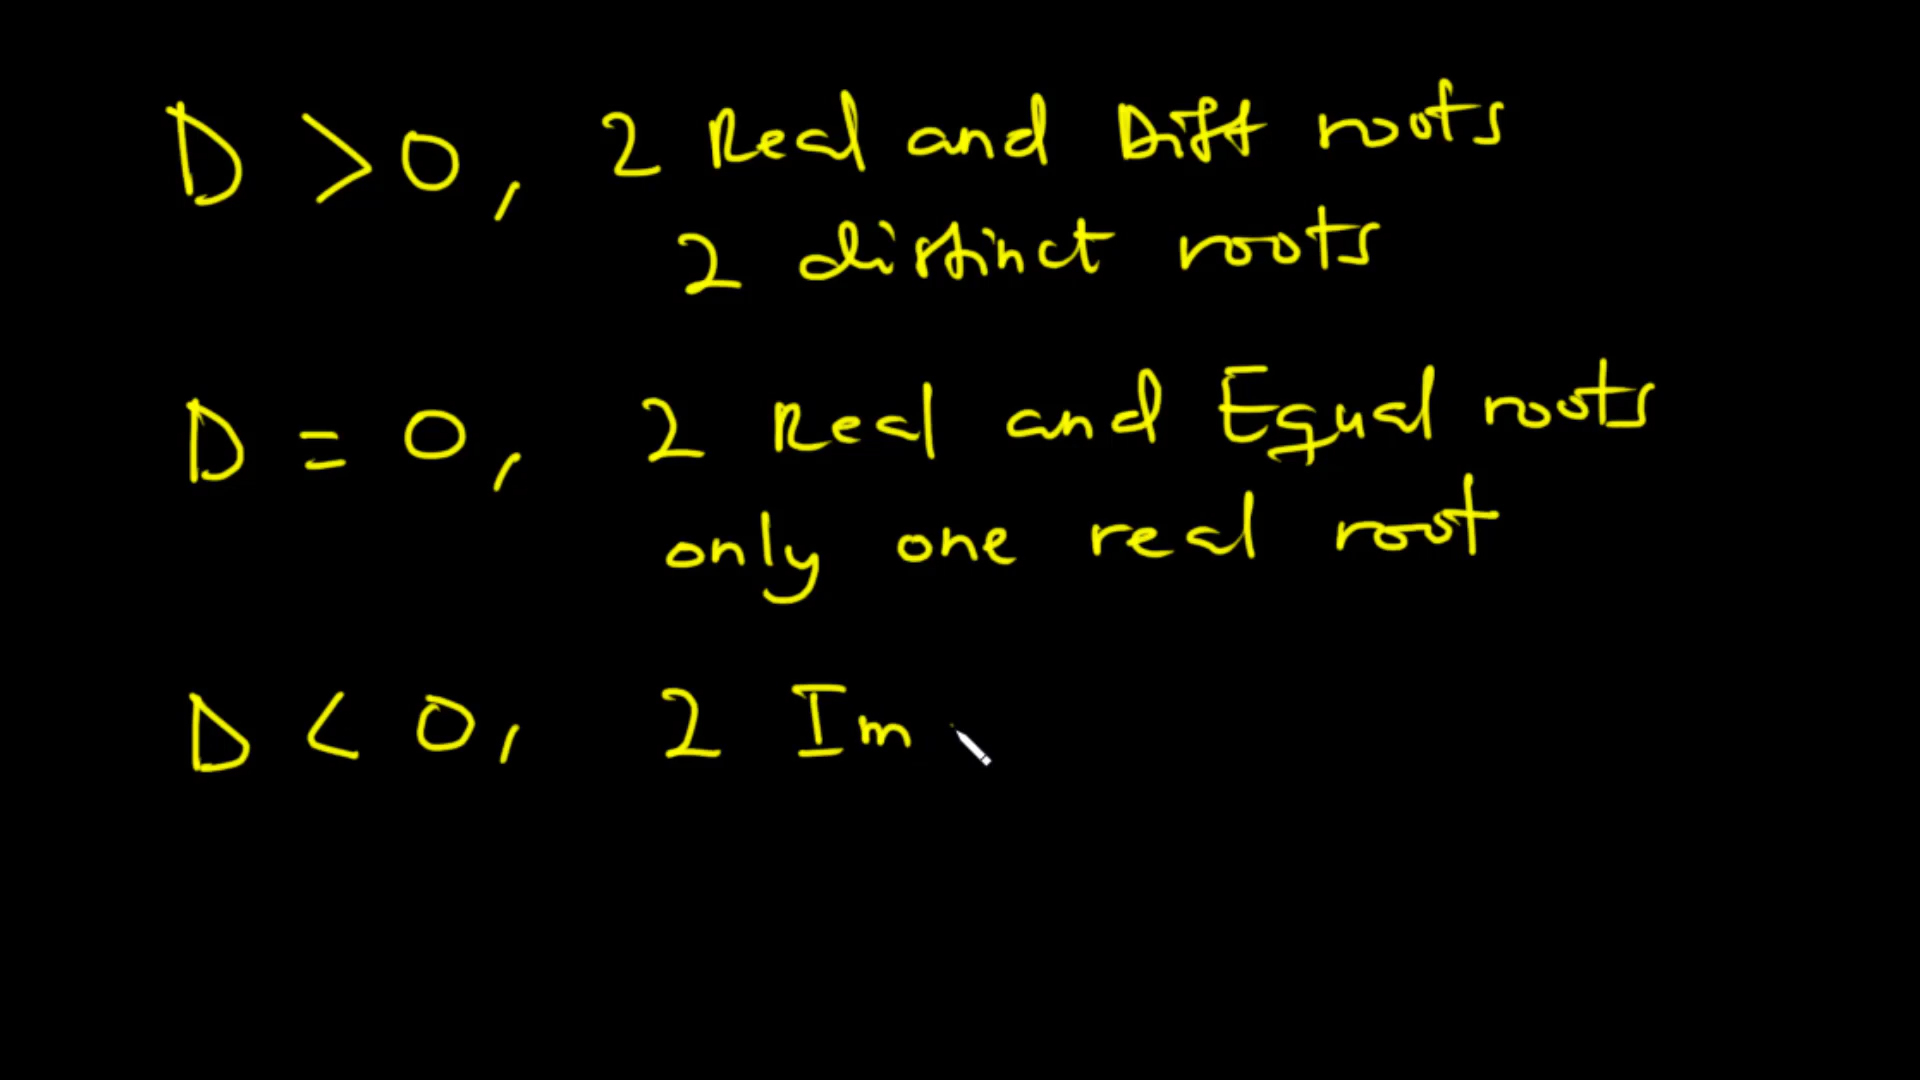 D > 0, 2 Real and Diff roots
2 distinct roots
D = 0, 2 Real and Equal roots
only one real root
D < 0, 2 Im